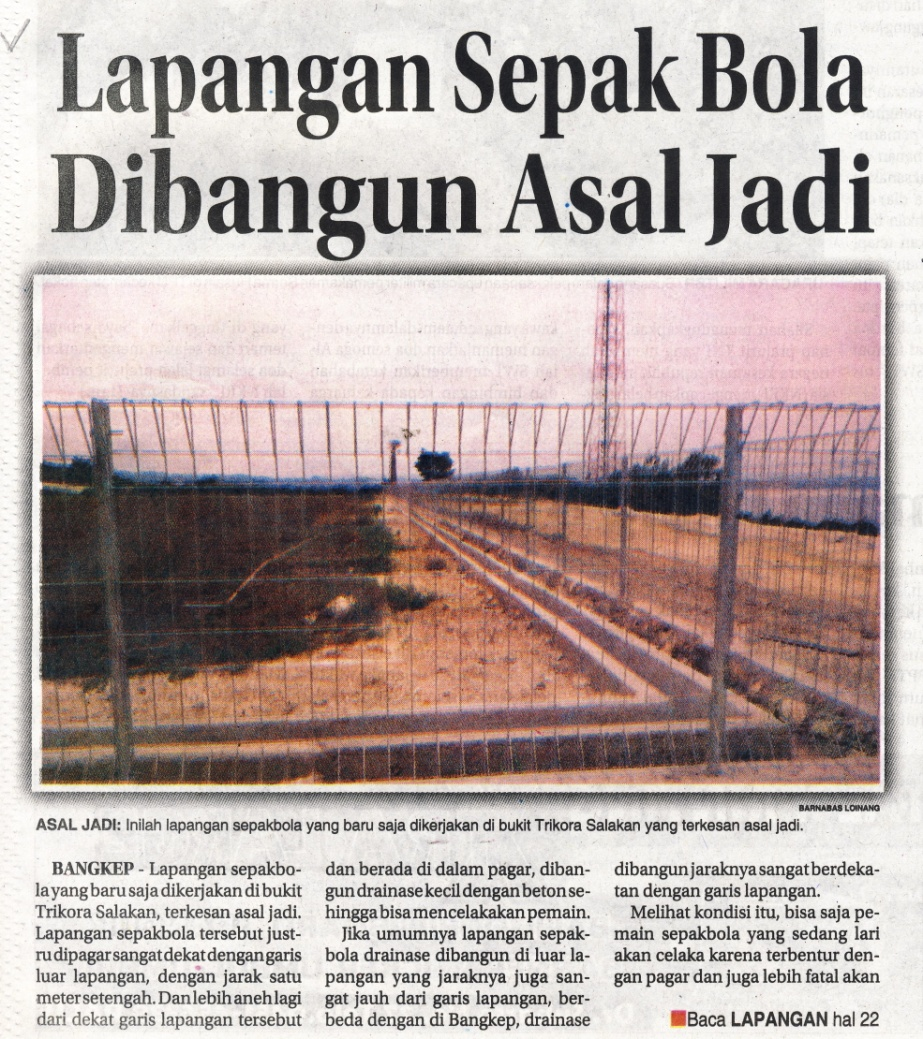 Lapangan Sepak Bola
Dibangun Asal Jadi
BARNABAS LOINANG
ASAL JADI: Inilah lapangan sepakbola yang baru saja dikerjakan di bukit Trikora Salakan yang terkesan asal jadi.
BANGKEP - Lapangan sepakbo-
la yang baru saja dikerjakan di bukit
Trikora Salakan, terkesan asal jadi.
Lapangan sepakbola tersebut just-
ru dipagar sangat dekat dengan garis
luar lapangan, dengan jarak satu
meter setengah. Dan lebih aneh lagi
dari dekat garis lapangan tersebut
dan berada di dalam pagar, diban-
gun drainase kecil dengan beton se-
hingga bisa mencelakakan pemain.
Jika umumnya lapangan sepak-
bola drainase dibangun di luar la-
pangan yang jaraknya juga san-
gat jauh dari garis lapangan, ber-
beda dengan di Bangkep, drainase
dibangun jaraknya sangat berdeka-
tan dengan garis lapangan.
Melihat kondisi itu, bisa saja pe-
main sepakbola yang sedang lari
akan celaka karena terbentur den-
gan pagar dan juga lebih fatal akan
Baca LAPANGAN hal 22